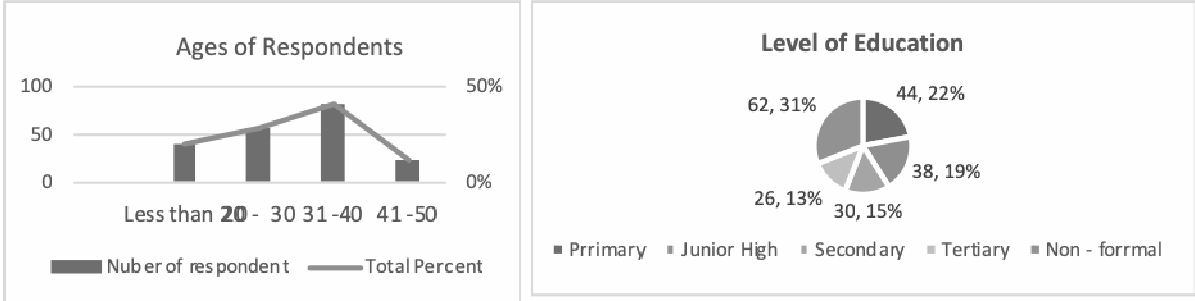 Ages of Respondents
100
50
0
50%
0%
Less than 20 - 30 31 -40 41 -50
Nuber of respondent
Total Percent
Level of Education
62, 31%
44, 22%
38, 19%
26, 13%
30, 15%
Prrimary
Junior High
Secondary
Tertiary
Non - forrmal